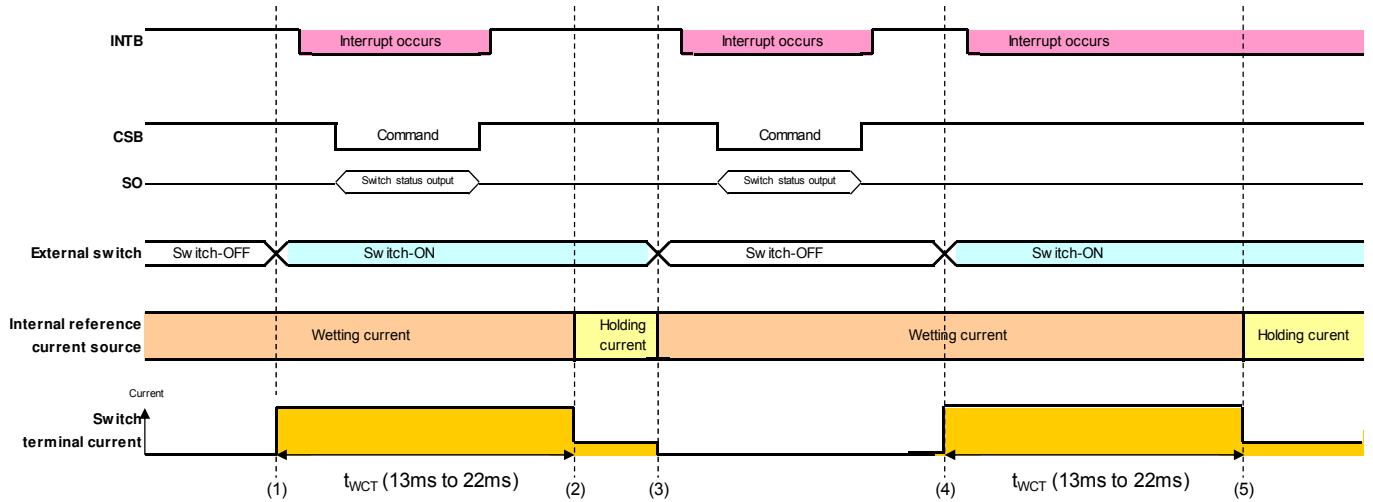 INTB
Interrupt occurs
Interrupt occurs
Interrupt occurs
CSB
Command
Command
SO
Switch status output
Switch status output
External switch
Switch-OFF
Switch-ON
Switch-OFF
Switch-ON
Internal reference
current source
Wetting current
Holding
current
Wetting current
Holding curent
Current
Switch
terminal current
(1)
tWCT (13ms to 22ms)
(2)
(3)
(4)
tWCT (13ms to 22ms)
(5)